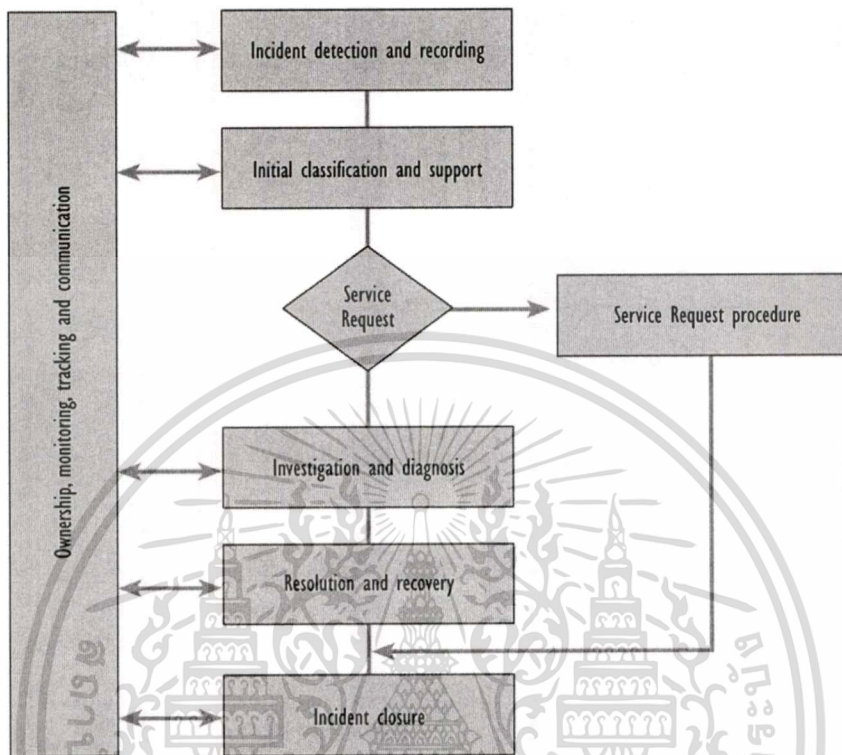 Incident detection and recording
Initial classification and support
Ownership, monitoring, tracking and communication
Service
Request
Service Request procedure
Investigation and diagnosis
Resolution and recovery
Incident closure